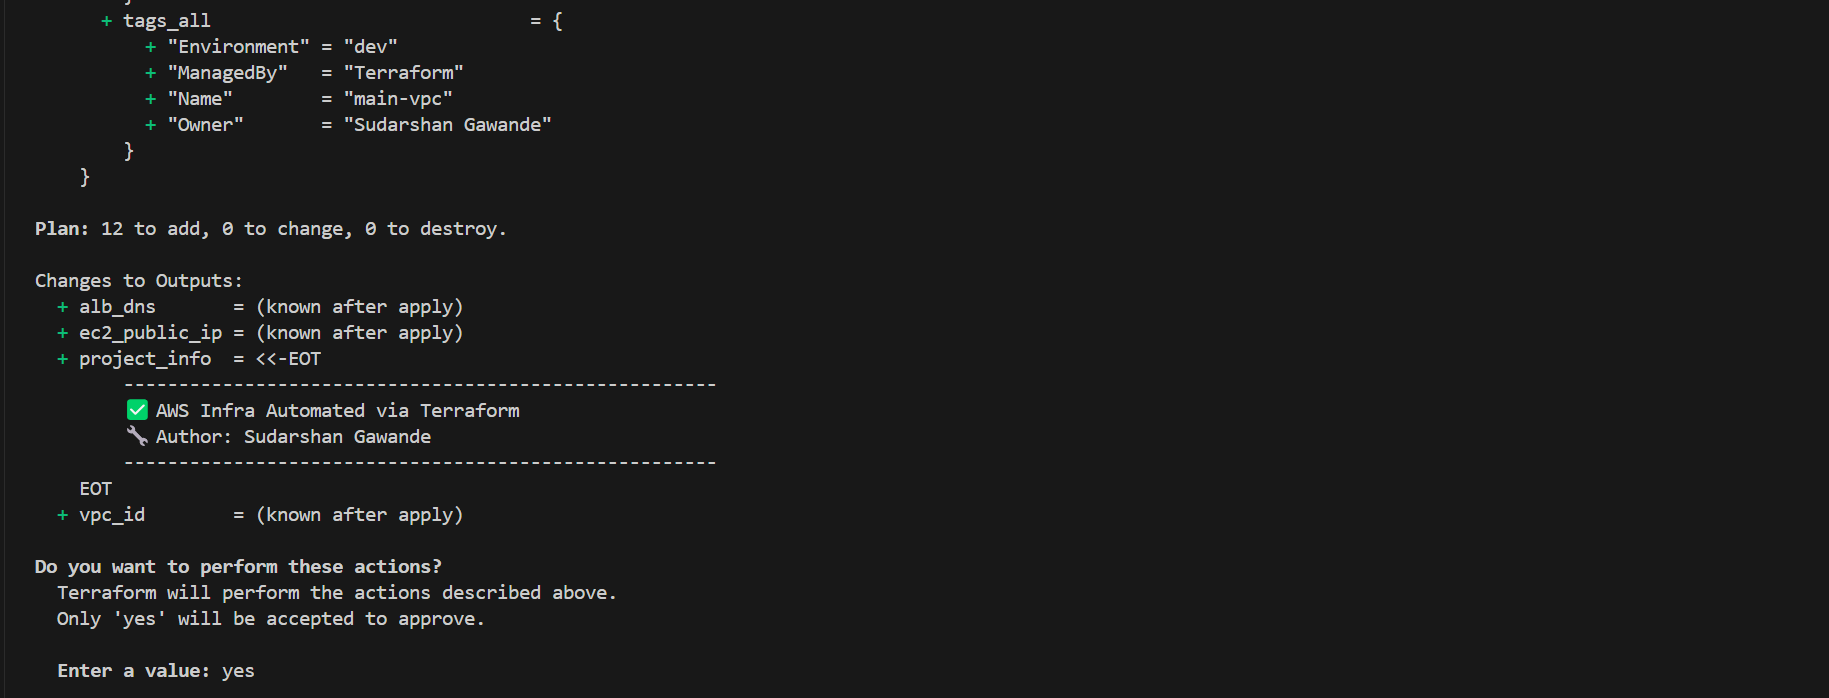 + tags_all                             = {
+ "Environment" = "dev"
+ "ManagedBy"   = "Terraform"
+ "Name"        = "main-vpc"
+ "Owner"       = "Sudarshan Gawande"
}
}
Plan: 12 to add, 0 to change, 0 to destroy.
Changes to Outputs:
+ alb_dns       = (known after apply)
+ ec2_public_ip = (known after apply)
+ project_info  = <<-EOT
------------------------------------------------------
✅ AWS Infra Automated via Terraform
🔧 Author: Sudarshan Gawande
------------------------------------------------------
EOT
+ vpc_id        = (known after apply)
Do you want to perform these actions?
Terraform will perform the actions described above.
Only 'yes' will be accepted to approve.
Enter a value: yes